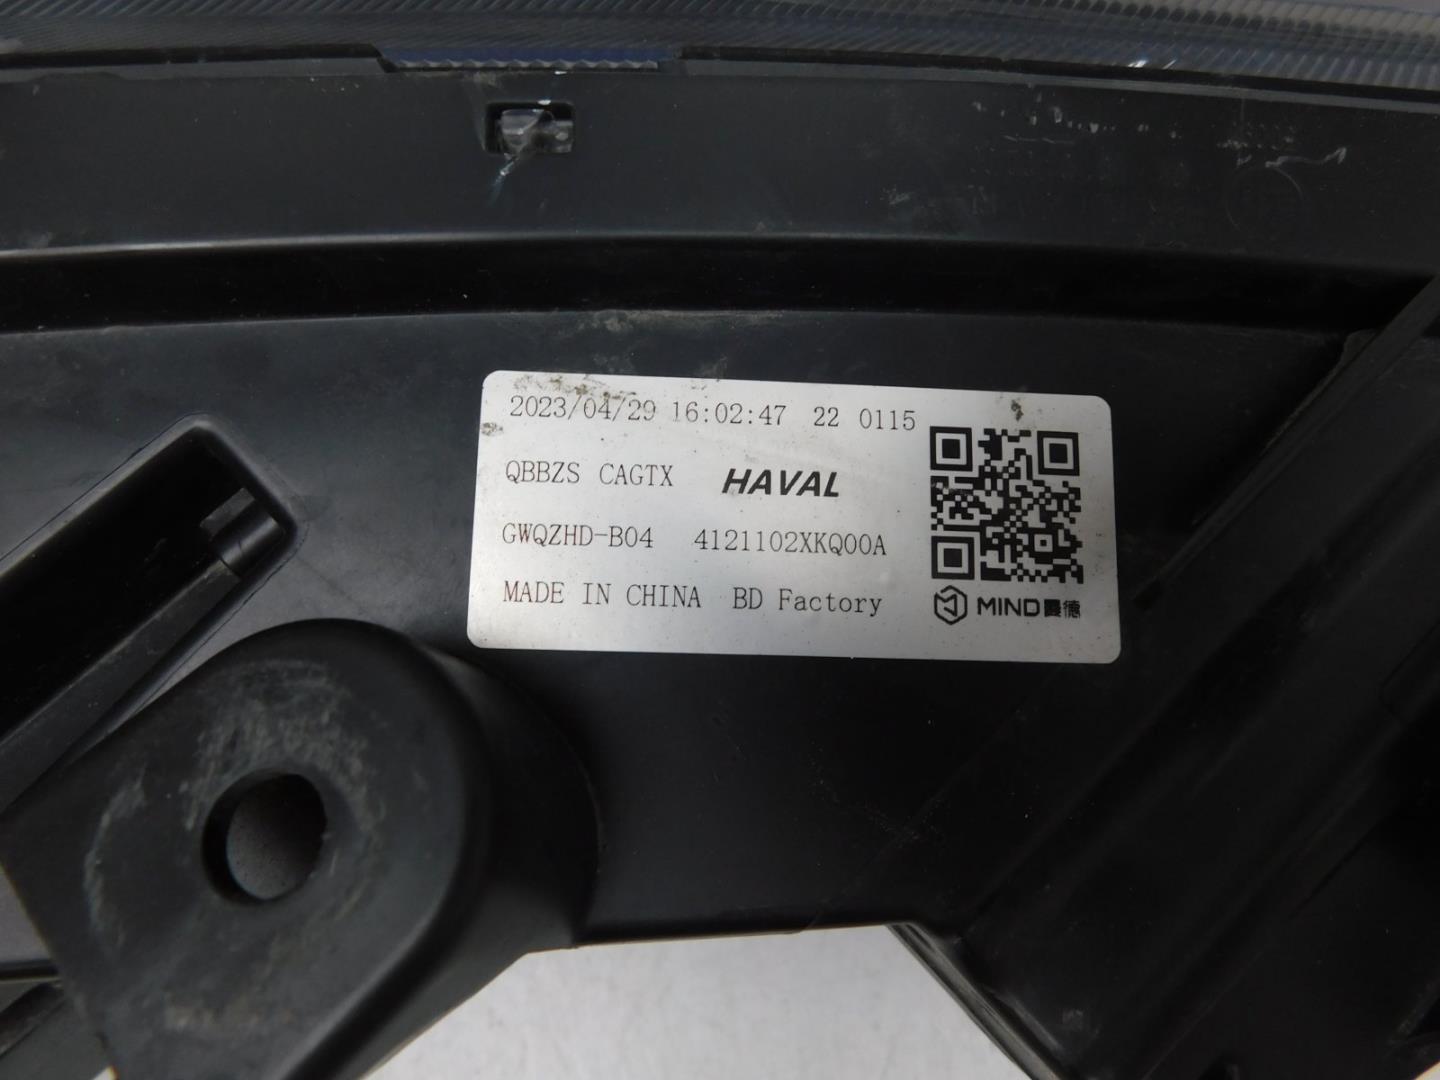 2023/04/29 16:02:47 22 0115
QBBZS CAGTX HAVAL
GWQZHD-B04 4121102XKQ00A
MADE IN CHINA BD Factory
MIND曼德